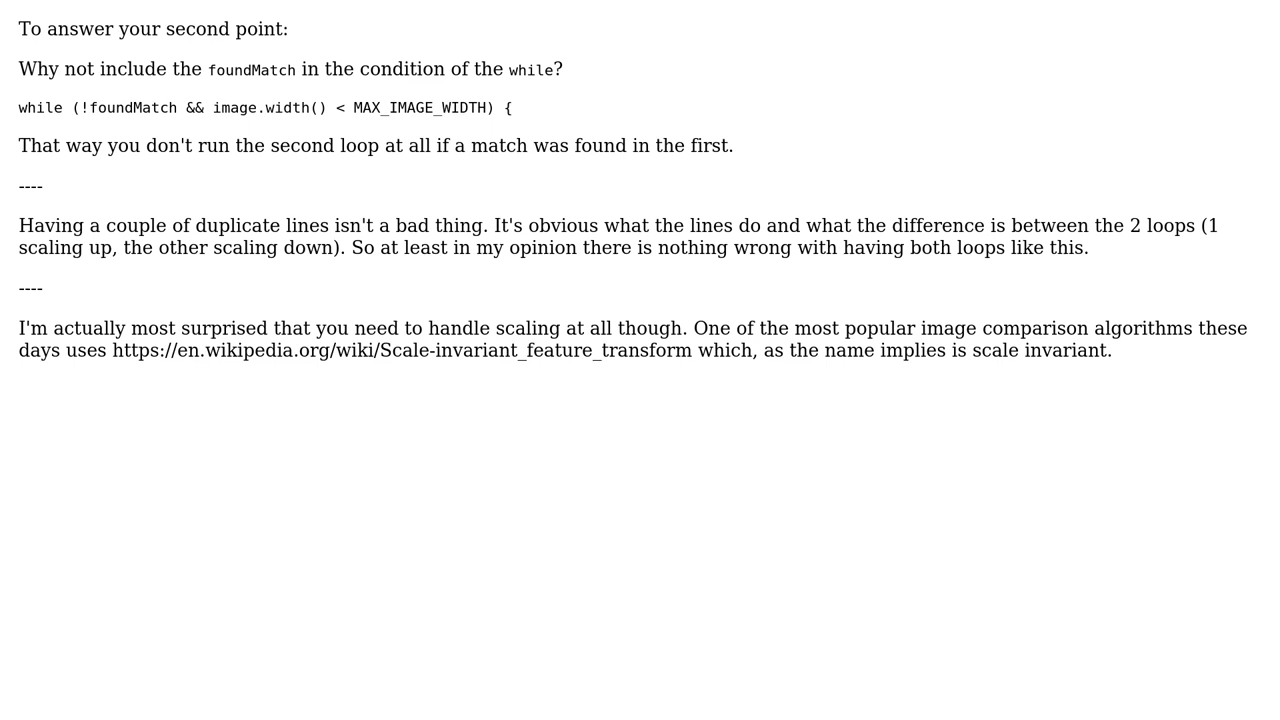 To answer your second point:
Why not include the foundMatch in the condition of the while?
while (!foundMatch && image.width() < MAX_IMAGE_WIDTH) {
That way you don't run the second loop at all if a match was found in the first.
----
Having a couple of duplicate lines isn't a bad thing. It's obvious what the lines do and what the difference is between the 2 loops (1
scaling up, the other scaling down). So at least in my opinion there is nothing wrong with having both loops like this.
----
I'm actually most surprised that you need to handle scaling at all though. One of the most popular image comparison algorithms these
days uses https://en.wikipedia.org/wiki/Scale-invariant_feature_transform which, as the name implies is scale invariant.